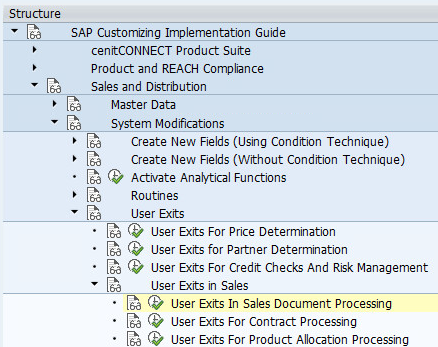 Structure
SAP Customizing Implementation Guide
cenitCONNECT Product Suite
Product and REACH Compliance
Sales and Distribution
Master Data
System Modifications
Create New Fields (Using Condition Technique)
Create New Fields (Without Condition Technique)
Activate Analytical Functions
Routines
User Exits
User Exits For Price Determination
User Exits for Partner Determination
User Exits For Credit Checks And Risk Management
User Exits in Sales
User Exits In Sales Document Processing
User Exits For Contract Processing
User Exits For Product Allocation Processing